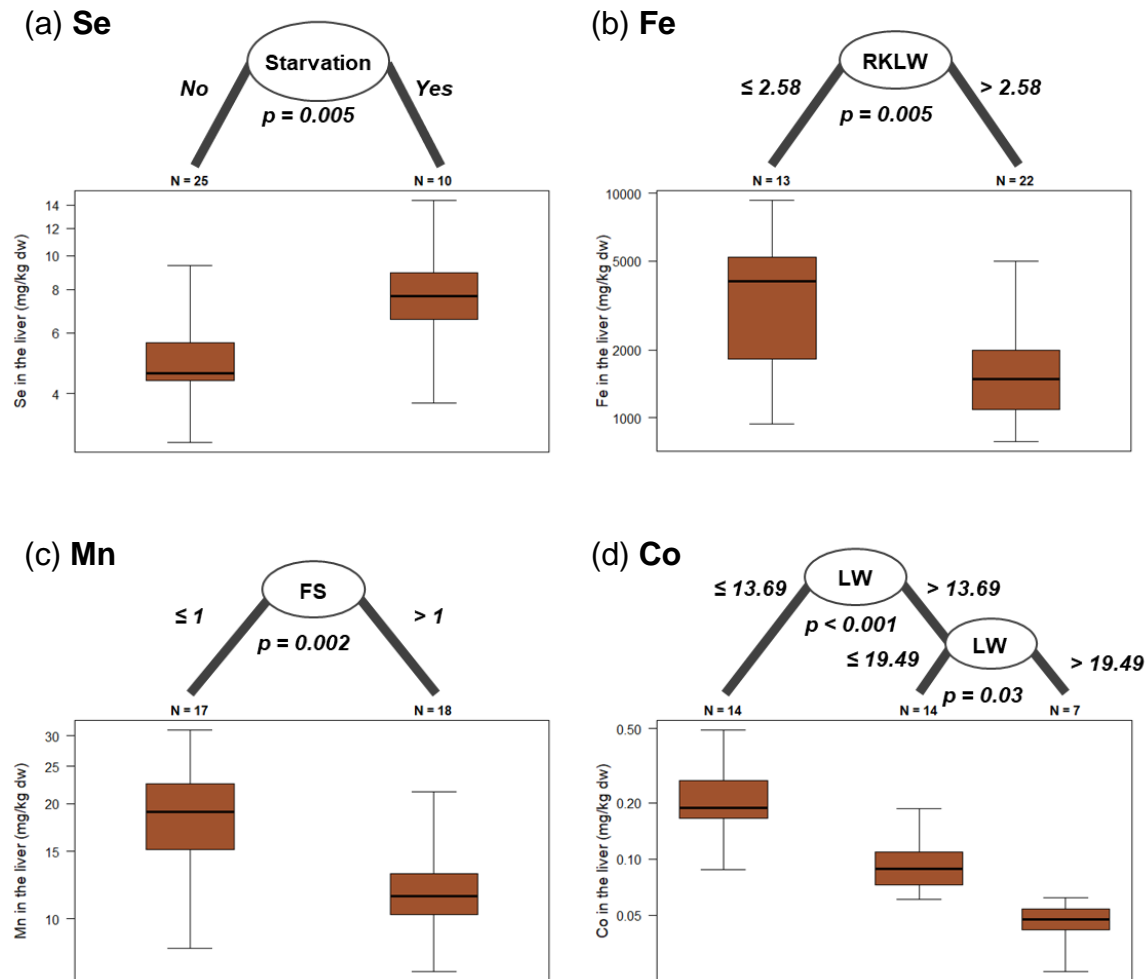 (a) Se
Starvation
No
Yes
p = 0.005
N = 25
N = 10
Se in the liver (mg/kg dw)
14
12
10
8
6
4
(b) Fe
RKLW
≤ 2.58
> 2.58
p = 0.005
N = 13
N = 22
Fe in the liver (mg/kg dw)
10000
5000
2000
1000
(c) Mn
FS
≤ 1
> 1
p = 0.002
N = 17
N = 18
Mn in the liver (mg/kg dw)
30
25
20
15
10
(d) Co
LW
≤ 13.69
> 13.69
p < 0.001
LW
≤ 19.49
> 19.49
p = 0.03
N = 14
N = 14
N = 7
Co in the liver (mg/kg dw)
0.50
0.20
0.10
0.05